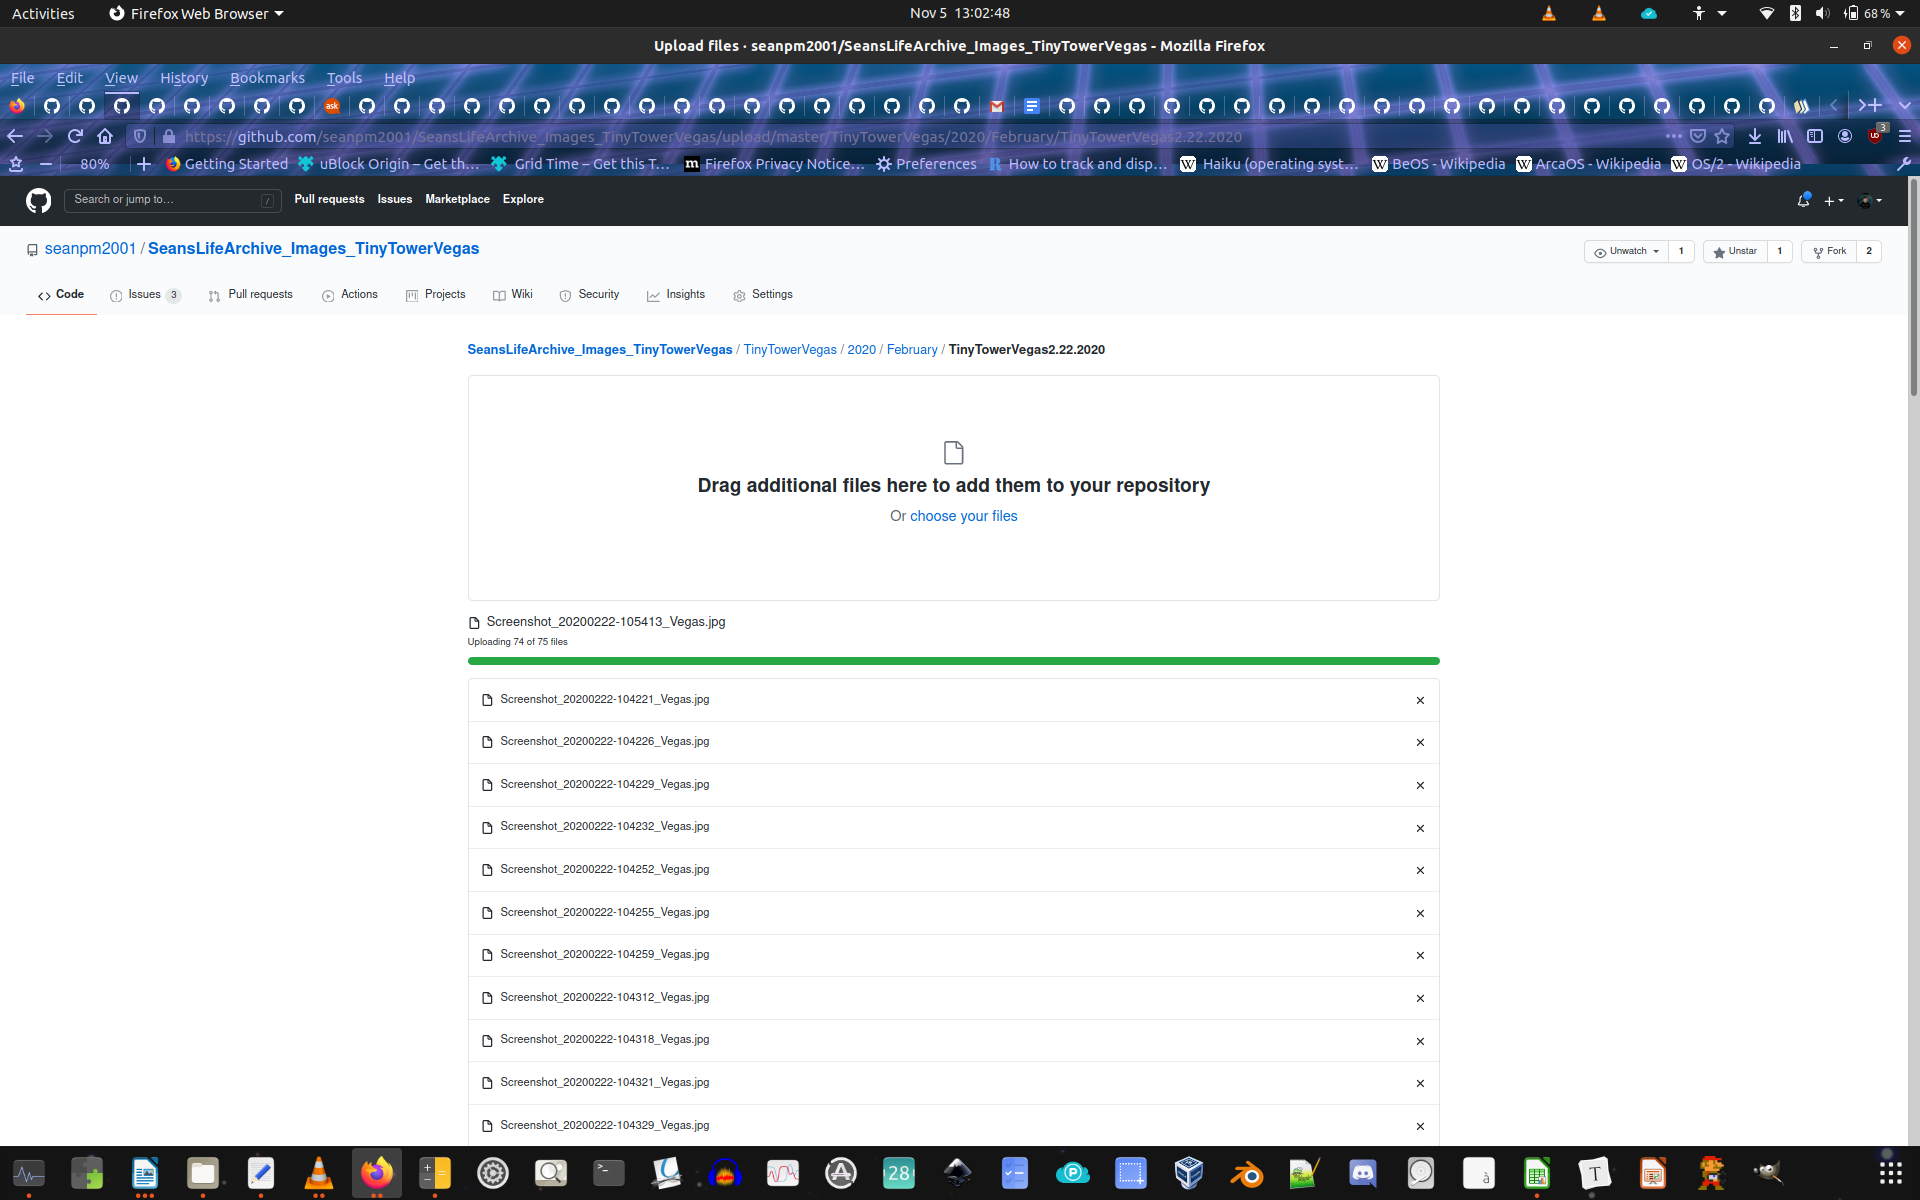 Activities Firefox Web Browser Nov 5 13:02:48 68 %
Upload files · seanpm2001/SeansLifeArchive_Images_TinyTowerVegas - Mozilla Firefox
File Edit View History Bookmarks Tools Help
ask
https://github.com/seanpm2001/SeansLifeArchive_Images_TinyTowerVegas/upload/master/TinyTowerVegas/2020/February/TinyTowerVegas2.22.2020 3
80% Getting Started uBlock Origin – Get th… Grid Time – Get this T… m Firefox Privacy Notice… Preferences How to track and disp… W Haiku (operating syst… W BeOS - Wikipedia W ArcaOS - Wikipedia W OS/2 - Wikipedia
Search or jump to… / Pull requests Issues Marketplace Explore
seanpm2001 / SeansLifeArchive_Images_TinyTowerVegas Unwatch 1 Unstar 1 Fork 2
Code Issues 3 Pull requests Actions Projects Wiki Security Insights Settings
SeansLifeArchive_Images_TinyTowerVegas / TinyTowerVegas / 2020 / February / TinyTowerVegas2.22.2020
Drag additional files here to add them to your repository
Or choose your files
Screenshot_20200222-105413_Vegas.jpg
Uploading 74 of 75 files
Screenshot_20200222-104221_Vegas.jpg
Screenshot_20200222-104226_Vegas.jpg
Screenshot_20200222-104229_Vegas.jpg
Screenshot_20200222-104232_Vegas.jpg
Screenshot_20200222-104252_Vegas.jpg
Screenshot_20200222-104255_Vegas.jpg
Screenshot_20200222-104259_Vegas.jpg
Screenshot_20200222-104312_Vegas.jpg
Screenshot_20200222-104318_Vegas.jpg
Screenshot_20200222-104321_Vegas.jpg
Screenshot_20200222-104329_Vegas.jpg
28 à T